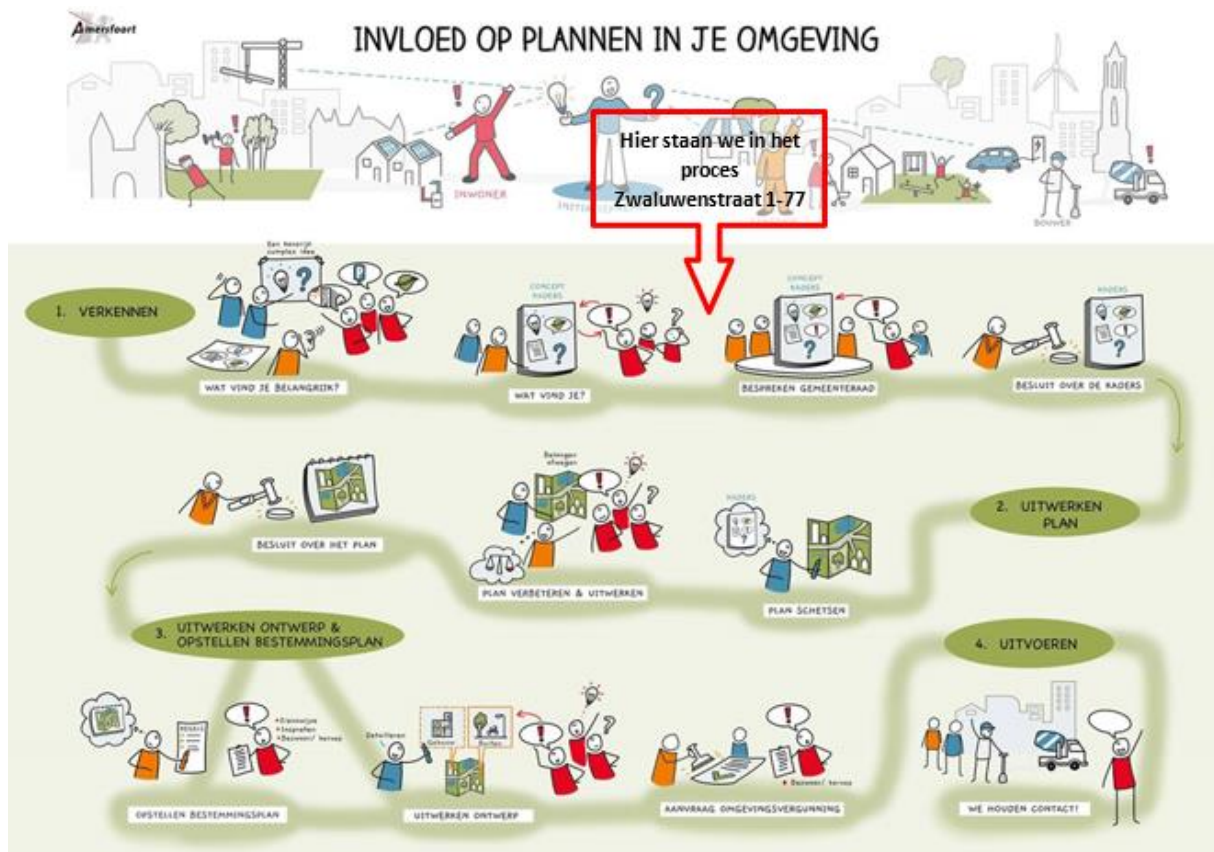 Amersfoort
INVLOED OP PLANNEN IN JE OMGEVING
Hier staan we in het
proces
Zwaluwenstraat 1-77
INWONER
BOUWER
1. VERKENNEN
Een
complex idee
WAT VIND JE BELANGRIJK?
CONCEPT
KADERS
WAT VIND JE?
CONCEPT
KADERS
BESPREKEN GEMEENTERAAD
KADERS
BESLUIT OVER DE KADERS
2. UITWERKEN
PLAN
KADERS
PLAN SCHETSEN
Belangen
afwegen
PLAN VERBETEREN & UITWERKEN
BESLUIT OVER HET PLAN
3. UITWERKEN ONTWERP &
OPSTELLEN BESTEMMINGSPLAN
REGELS
Zienswijze
Inspreken
Bezwaar/ beroep
OPSTELLEN BESTEMMINGSPLAN
Detailleren
Gebouw
Buiten
UITWERKEN ONTWERP
Bezwaar/ beroep
AANVRAAG OMGEVINGSVERGUNNING
4. UITVOEREN
WE HOUDEN CONTACT!